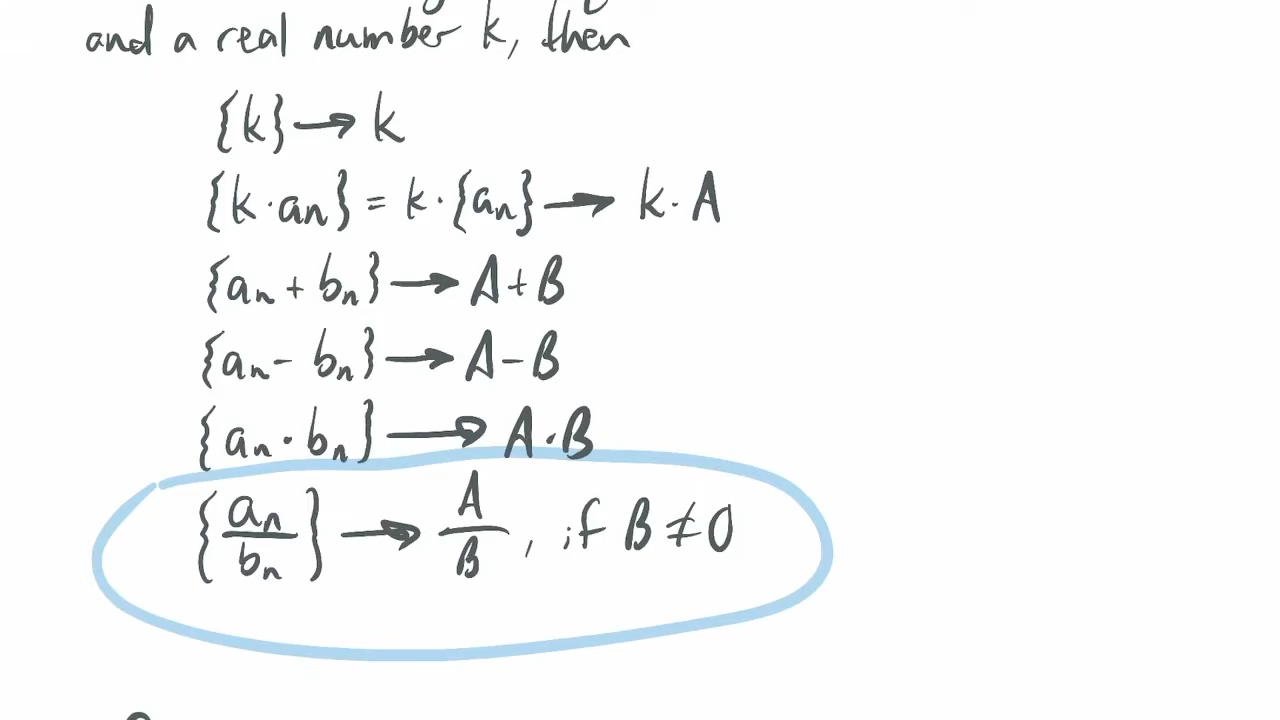 and a real number k, then
{k} → k
{k · an} = k · {an} → k · A
{an + bn} → A + B
{an - bn} → A - B
{an · bn} → A · B
{an/bn} → A/B, if B ≠ 0